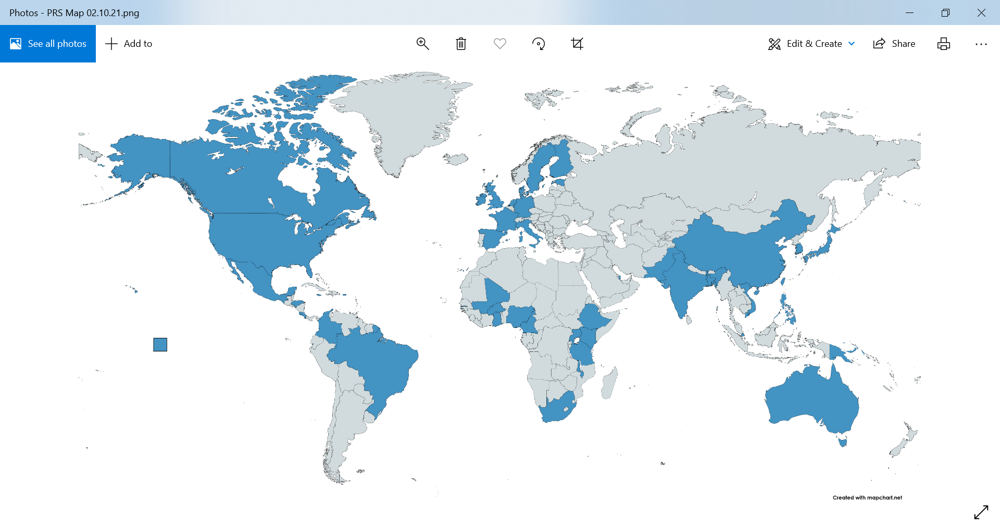 Photos - PRS Map 02.10.21.png
See all photos
Add to
Edit & Create
Share
Created with mapchart.net